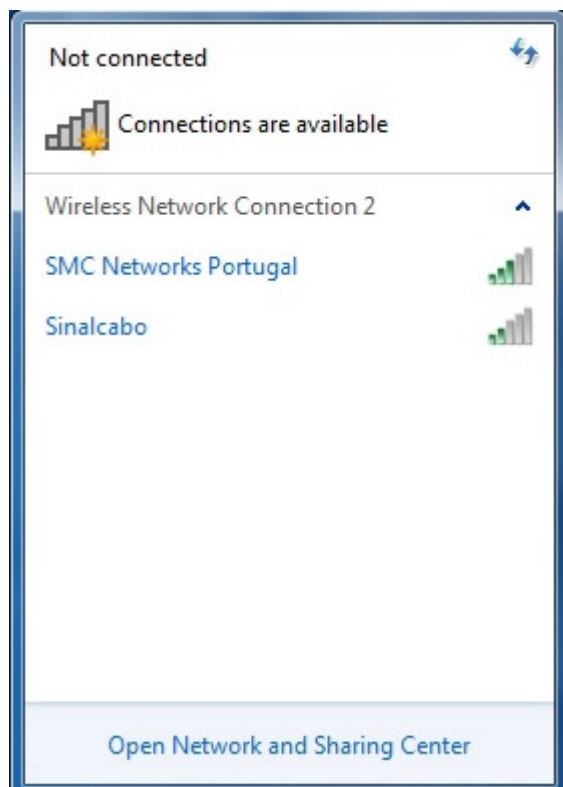 Not connected
Connections are available
Wireless Network Connection 2
SMC Networks Portugal
Sinalcabo
Open Network and Sharing Center